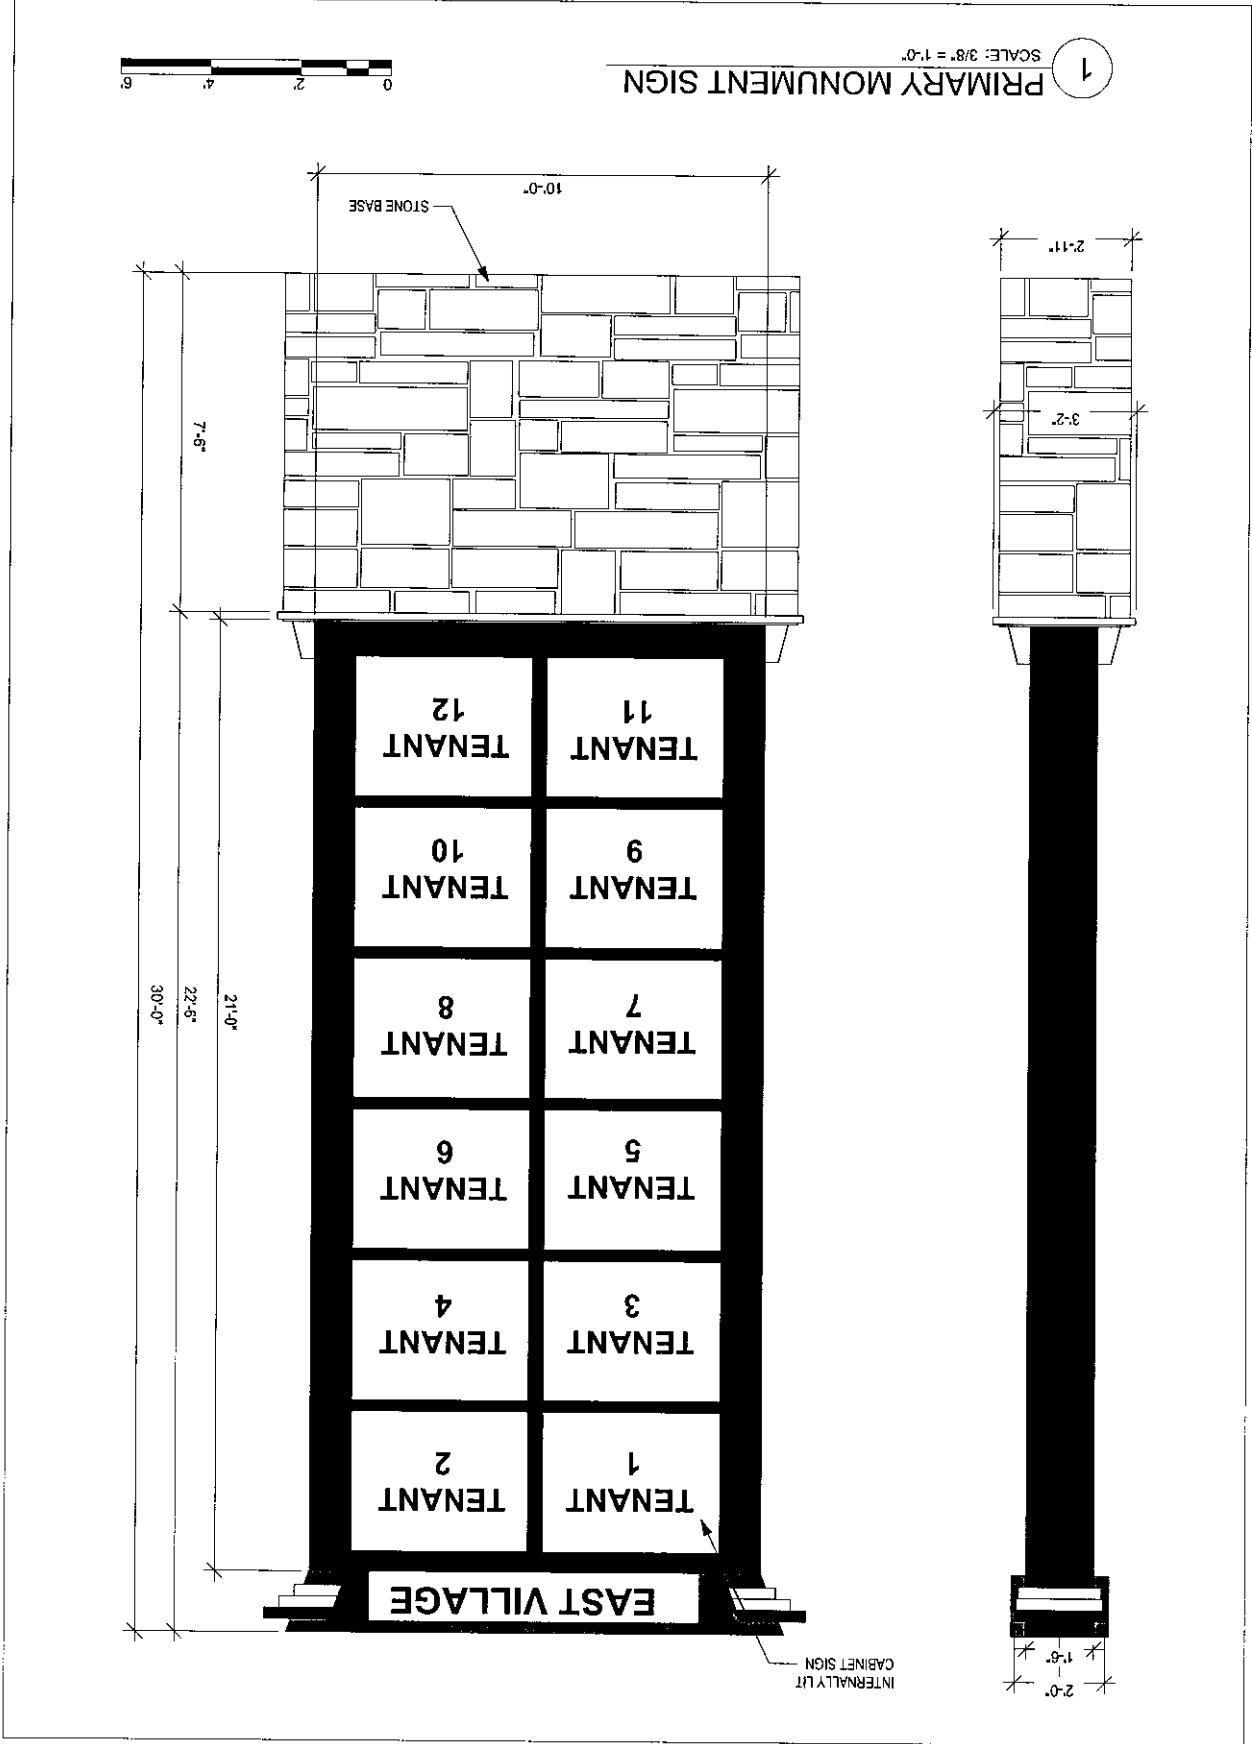 2'-0"
1'-6"
INTERNALLY LIT
CABINET SIGN
EAST VILLAGE
TENANT
1
TENANT
2
TENANT
3
TENANT
4
TENANT
5
TENANT
6
TENANT
7
TENANT
8
TENANT
9
TENANT
10
TENANT
11
TENANT
12
21'-0"
22'-6"
30'-0"
7'-6"
3'-2"
2'-11"
STONE BASE
10'-0"
1
PRIMARY MONUMENT SIGN
SCALE: 3/8" = 1'-0"
0 2' 4' 6'